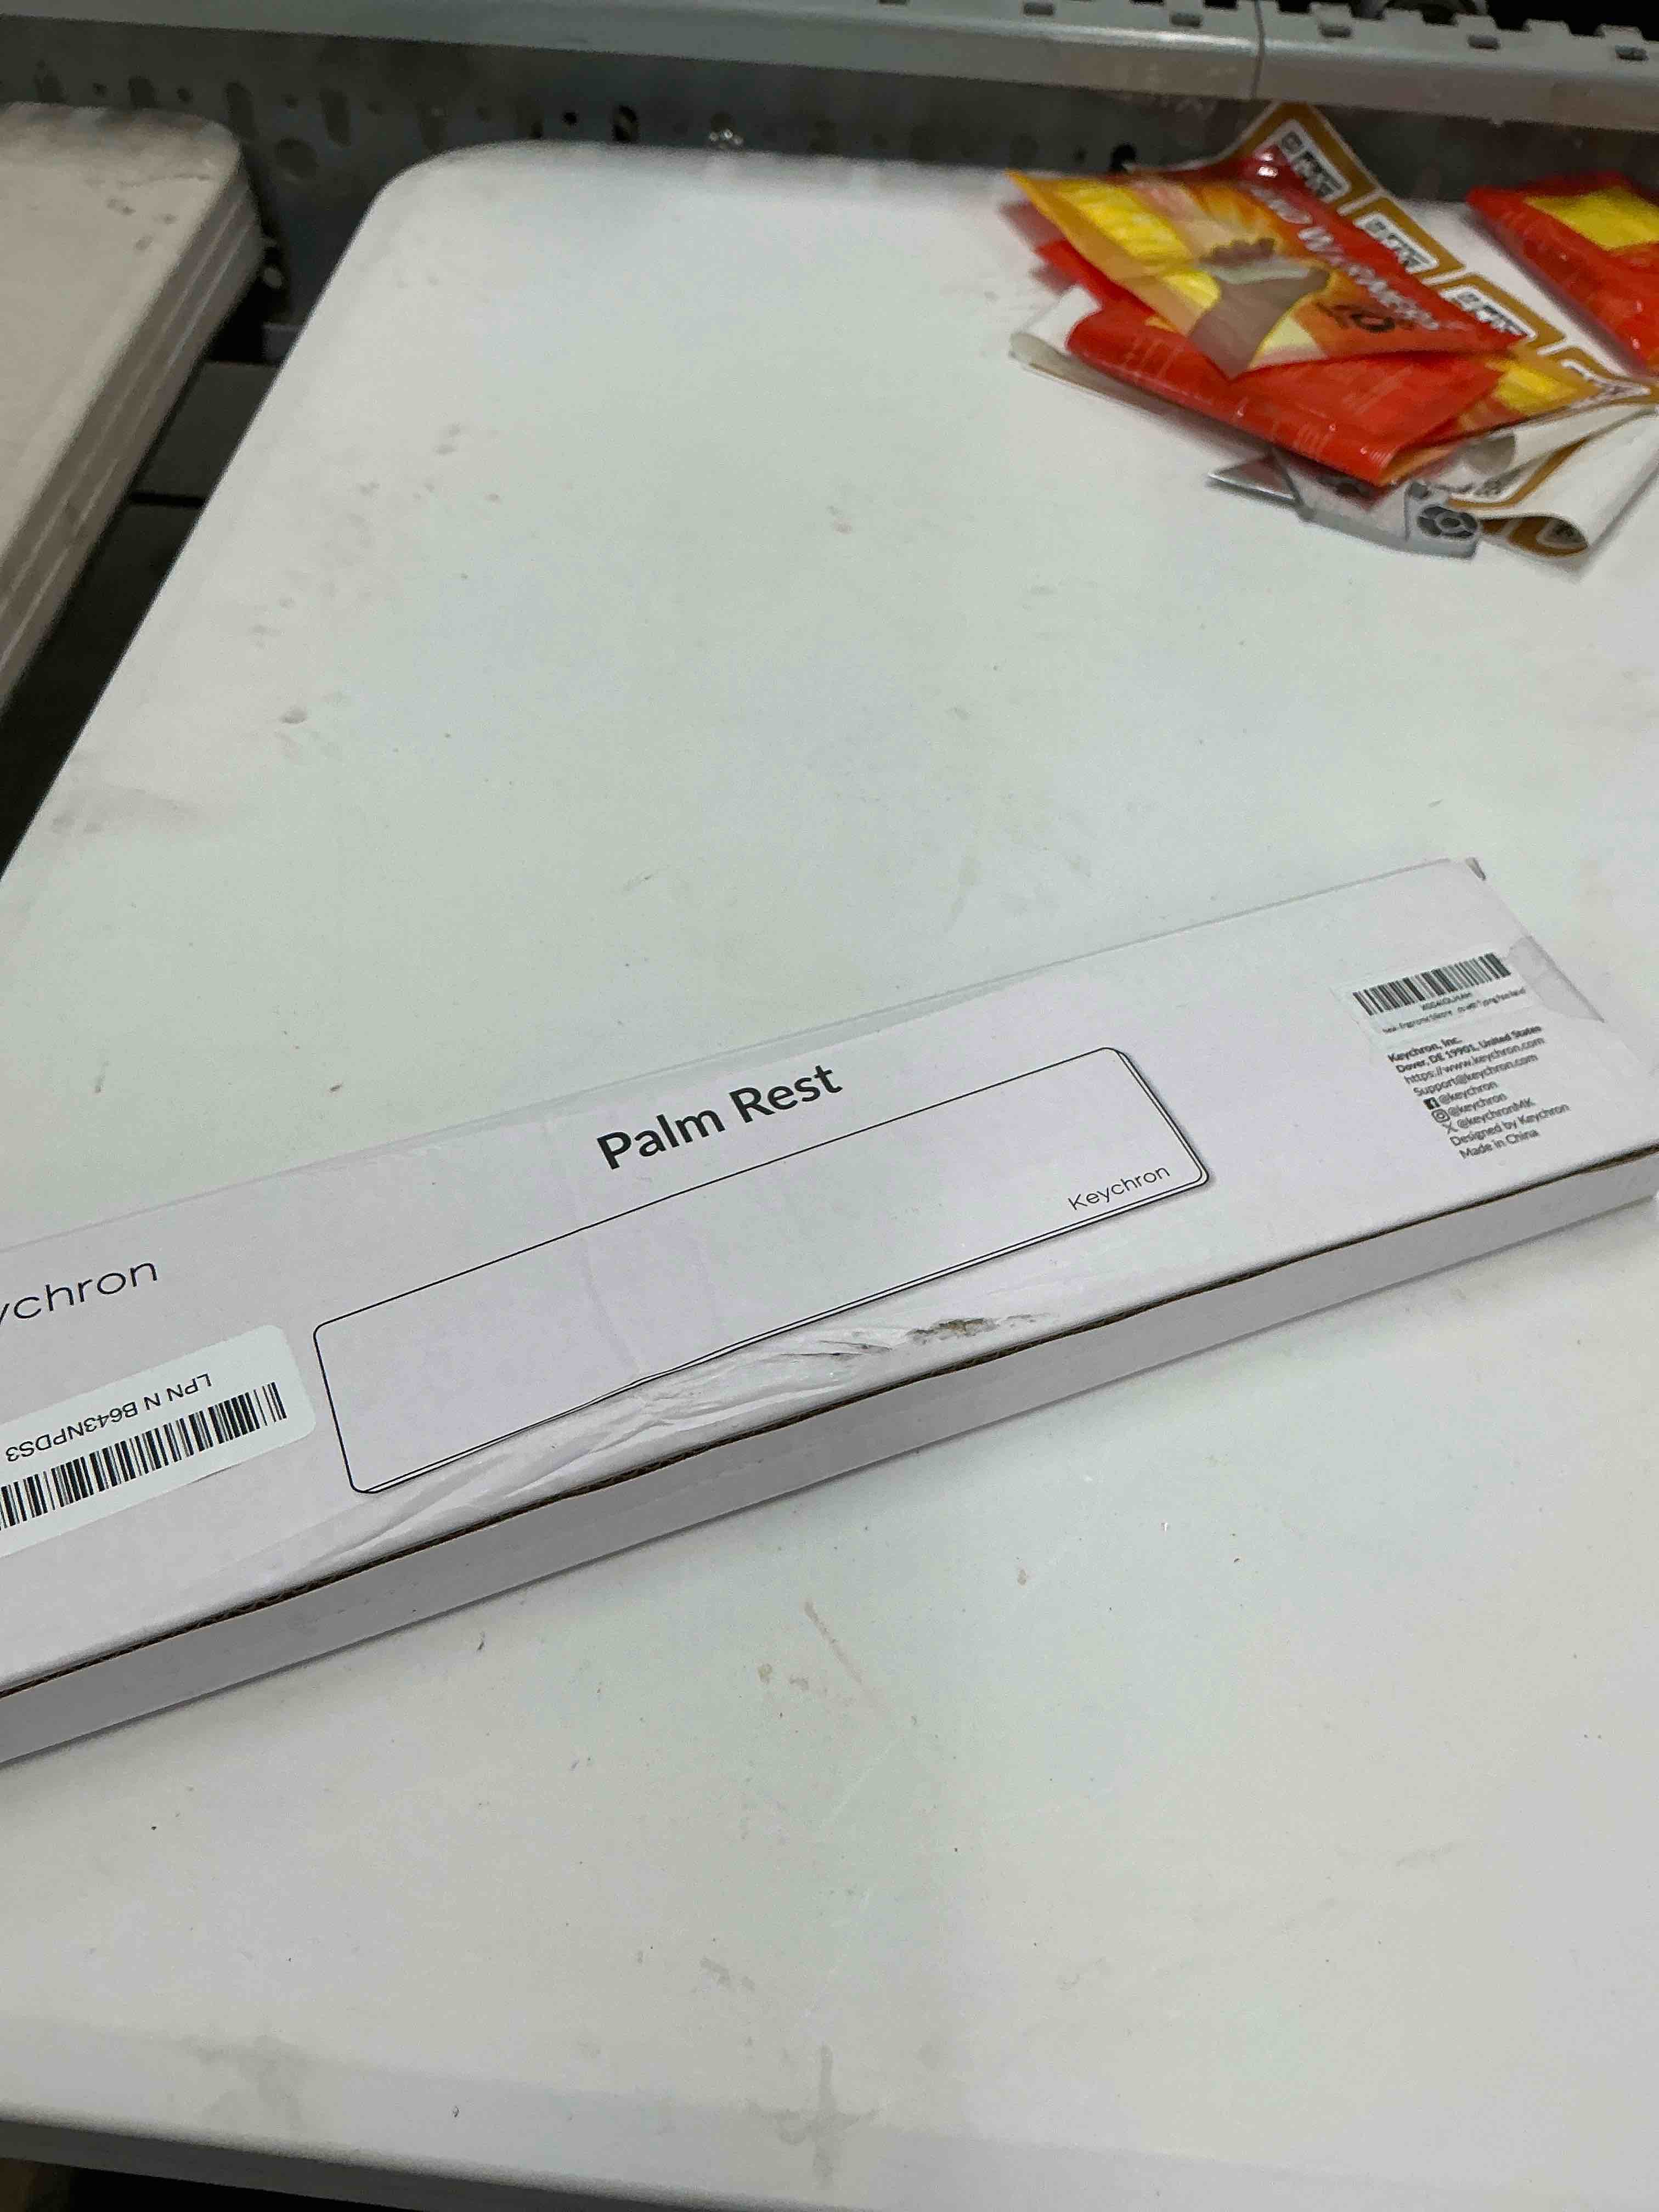 Palm Rest
Keychron
ychron
LPN N B643NPDS3
Keychron, Inc.
Dover, DE 19901, United States
https://www.keychron.com
Support@keychron.com
@keychron
@keychron
@keychronMK
Designed by Keychron
Made in China